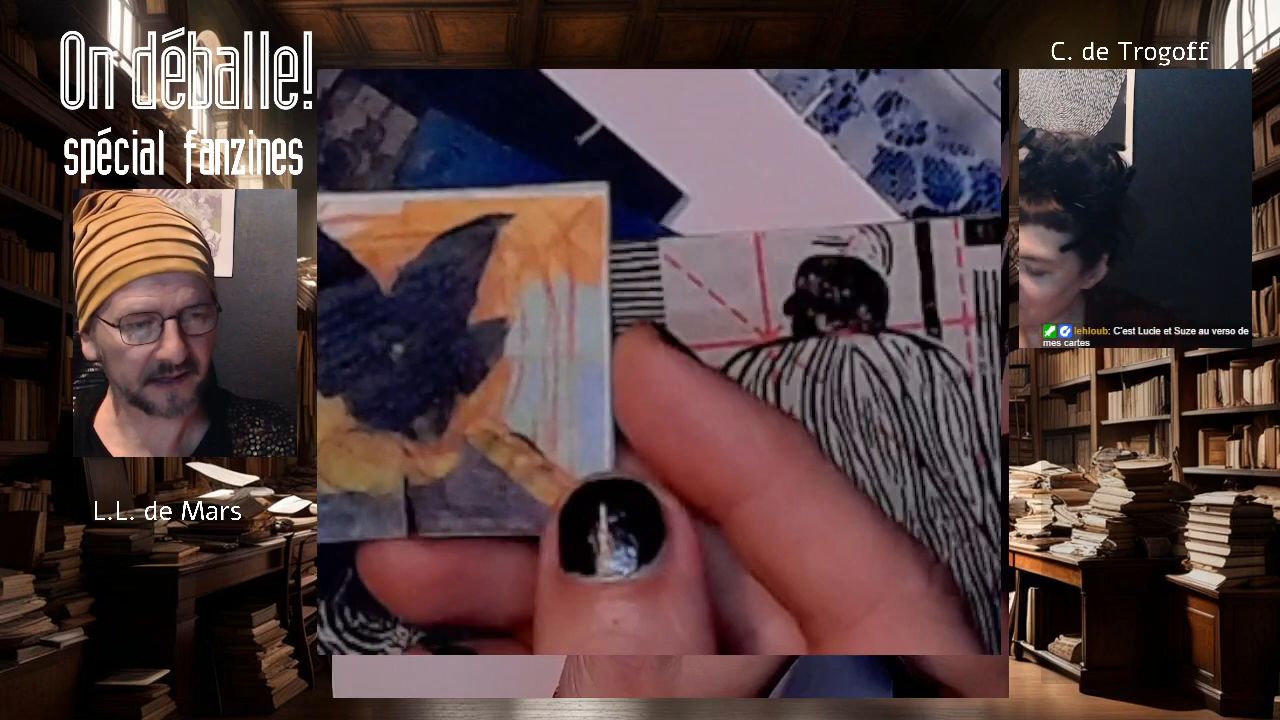 On déballe!
spécial fanzines
C. de Trogoff
lehloub: C'est Lucie et Suze au verso de
mes cartes
L.L. de Mars